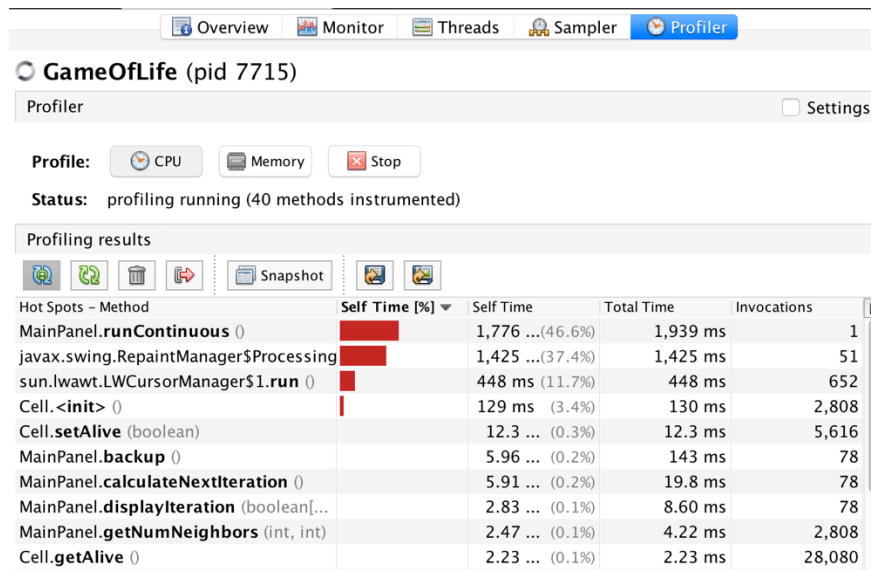 Overview Monitor Threads Sampler Profiler
GameOfLife (pid 7715)
Profiler Settings
Profile: CPU Memory Stop
Status: profiling running (40 methods instrumented)
Profiling results
Snapshot
Hot Spots – Method Self Time [%] Self Time Total Time Invocations
MainPanel.runContinuous () 1,776 ...(46.6%) 1,939 ms 1
javax.swing.RepaintManager$Processing 1,425 ...(37.4%) 1,425 ms 51
sun.lwawt.LWCursorManager$1.run () 448 ms (11.7%) 448 ms 652
Cell.<init> () 129 ms (3.4%) 130 ms 2,808
Cell.setAlive (boolean) 12.3 ... (0.3%) 12.3 ms 5,616
MainPanel.backup () 5.96 ... (0.2%) 143 ms 78
MainPanel.calculateNextIteration () 5.91 ... (0.2%) 19.8 ms 78
MainPanel.displayIteration (boolean[... 2.83 ... (0.1%) 8.60 ms 78
MainPanel.getNumNeighbors (int, int) 2.47 ... (0.1%) 4.22 ms 2,808
Cell.getAlive () 2.23 ... (0.1%) 2.23 ms 28,080